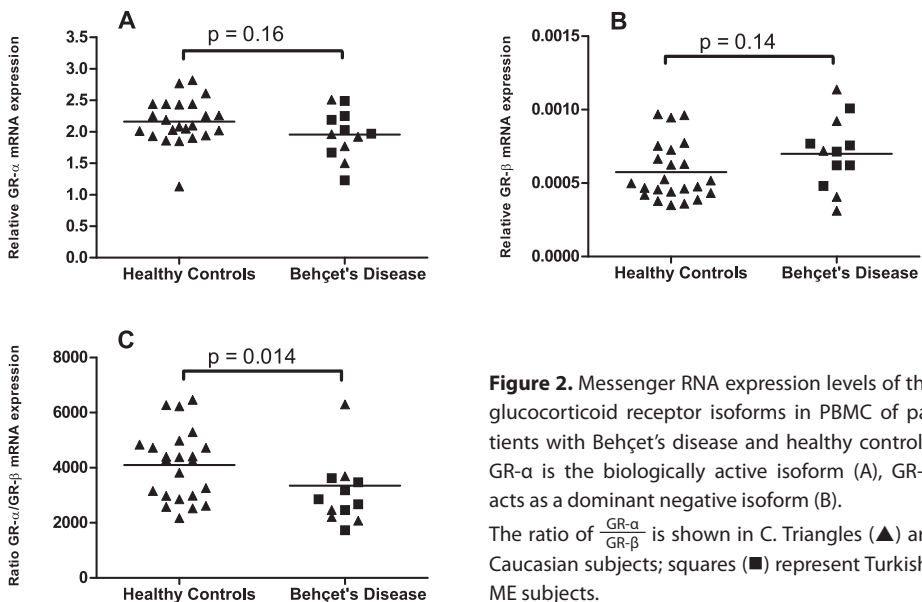 A
p = 0.16
3.5
3.0
2.5
2.0
1.5
1.0
0.5
0.0
Relative GR-α mRNA expression
Healthy Controls
Behçet's Disease
B
p = 0.14
0.0015
0.0010
0.0005
0.0000
Relative GR-β mRNA expression
Healthy Controls
Behçet's Disease
C
p = 0.014
8000
6000
4000
2000
0
Ratio GR-α/GR-β mRNA expression
Healthy Controls
Behçet's Disease
Figure 2. Messenger RNA expression levels of th
glucocorticoid receptor isoforms in PBMC of pa
tients with Behçet's disease and healthy control
GR-α is the biologically active isoform (A), GR-
acts as a dominant negative isoform (B).
The ratio of GR-α/GR-β is shown in C. Triangles (▲) ar
Caucasian subjects; squares (■) represent Turkish
ME subjects.